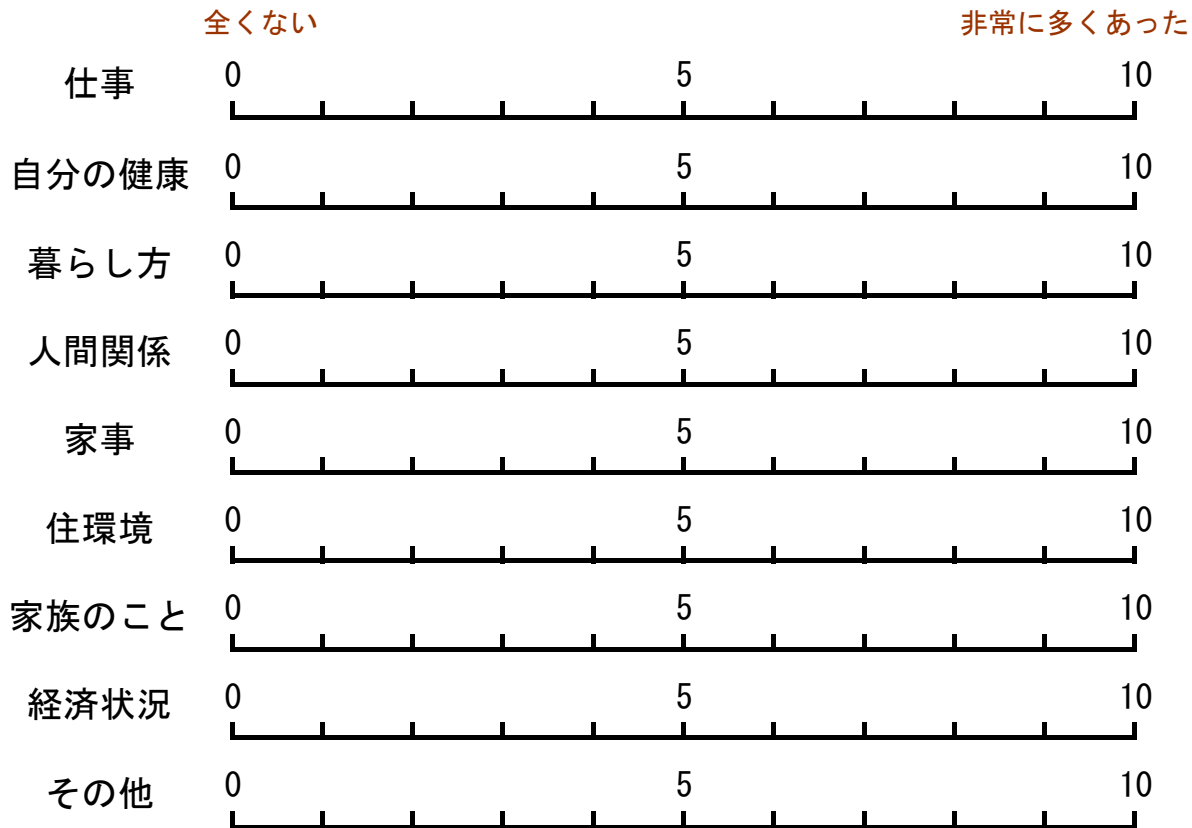 全くない 非常に多くあった
仕事 0 5 10
自分の健康 0 5 10
暮らし方 0 5 10
人間関係 0 5 10
家事 0 5 10
住環境 0 5 10
家族のこと 0 5 10
経済状況 0 5 10
その他 0 5 10